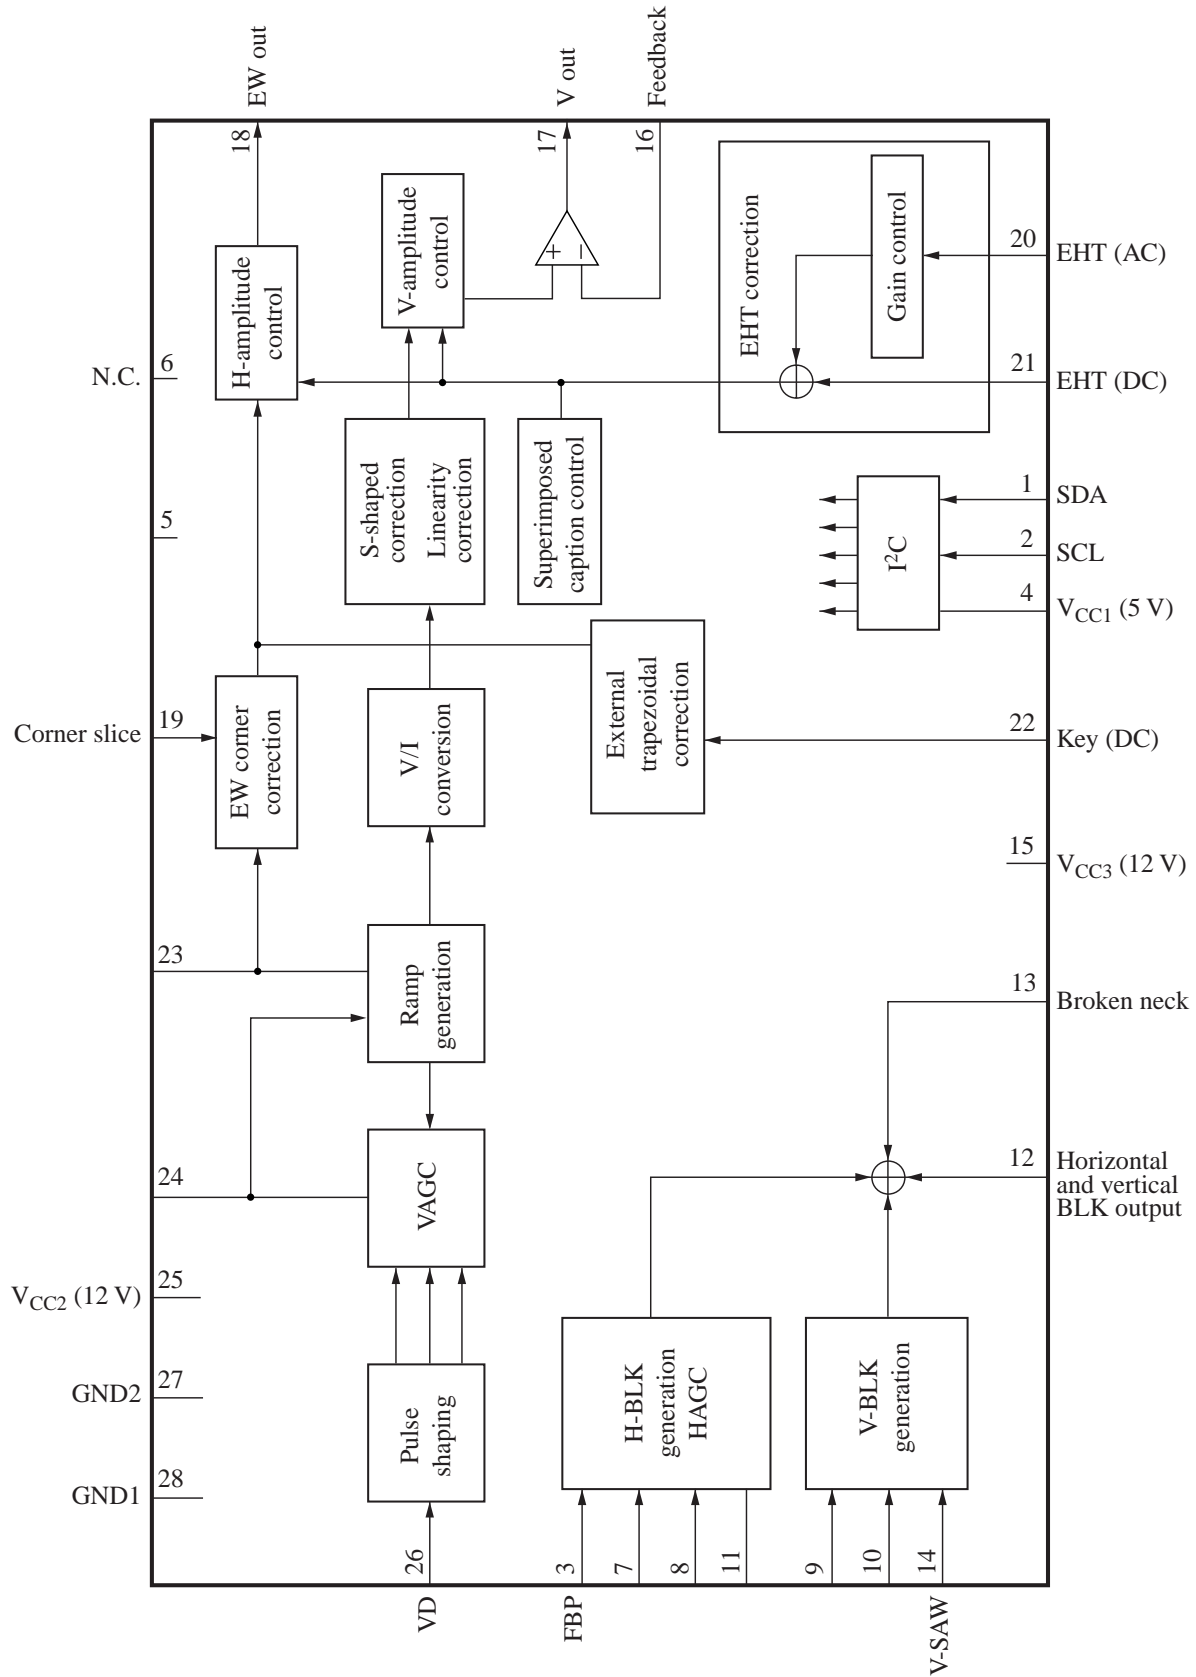 EW out
18
V out
17
Feedback
16
N.C.
6
H-amplitude
control
V-amplitude
control
+
−
EHT correction
Gain control
20
EHT (AC)
21
EHT (DC)
5
S-shaped
correction
Linearity
correction
Superimposed
caption control
I²C
1
SDA
2
SCL
4
VCC1 (5 V)
Corner slice
19
EW corner
correction
V/I
conversion
External
trapezoidal
correction
22
Key (DC)
15
VCC3 (12 V)
23
Ramp
generation
13
Broken neck
24
VAGC
12
Horizontal
and vertical
BLK output
VCC2 (12 V)
25
GND2
27
GND1
28
Pulse
shaping
H-BLK
generation
HAGC
V-BLK
generation
26
VD
3
FBP
7
8
11
9
10
14
V-SAW